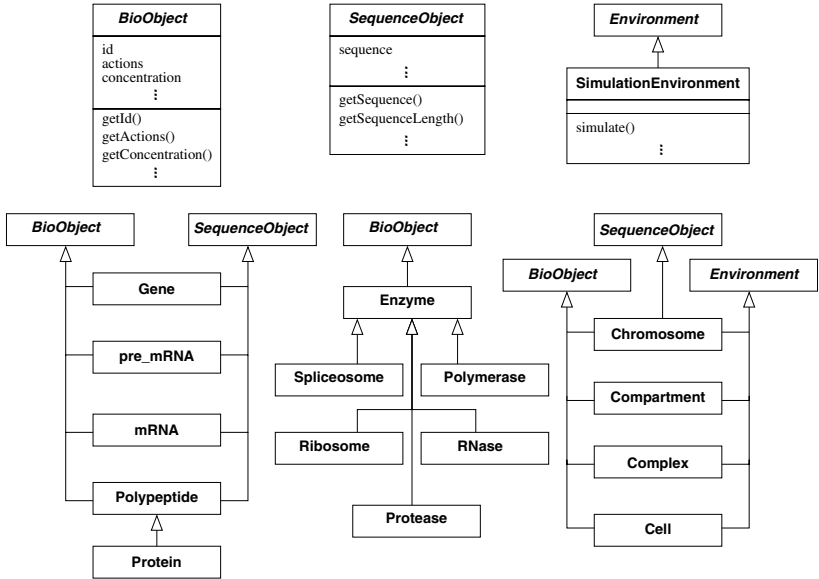 BioObject
id
actions
concentration
getId()
getActions()
getConcentration()
SequenceObject
sequence
getSequence()
getSequenceLength()
Environment
SimulationEnvironment
simulate()
BioObject
SequenceObject
Gene
pre_mRNA
mRNA
Polypeptide
Protein
BioObject
Enzyme
Spliceosome
Polymerase
Ribosome
RNase
Protease
SequenceObject
BioObject
Environment
Chromosome
Compartment
Complex
Cell